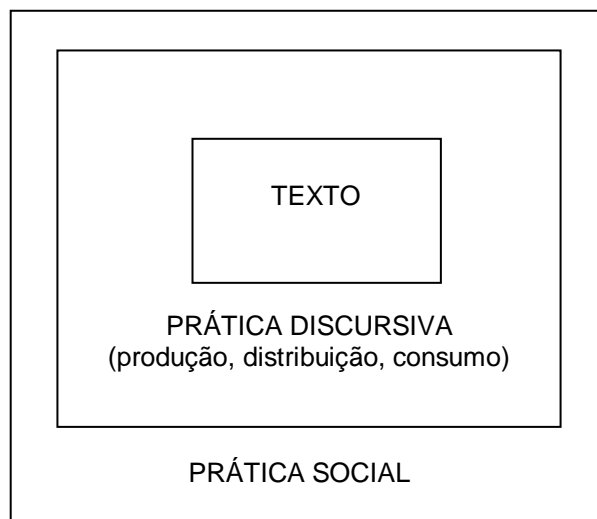 TEXTO
PRÁTICA DISCURSIVA
(produção, distribuição, consumo)
PRÁTICA SOCIAL